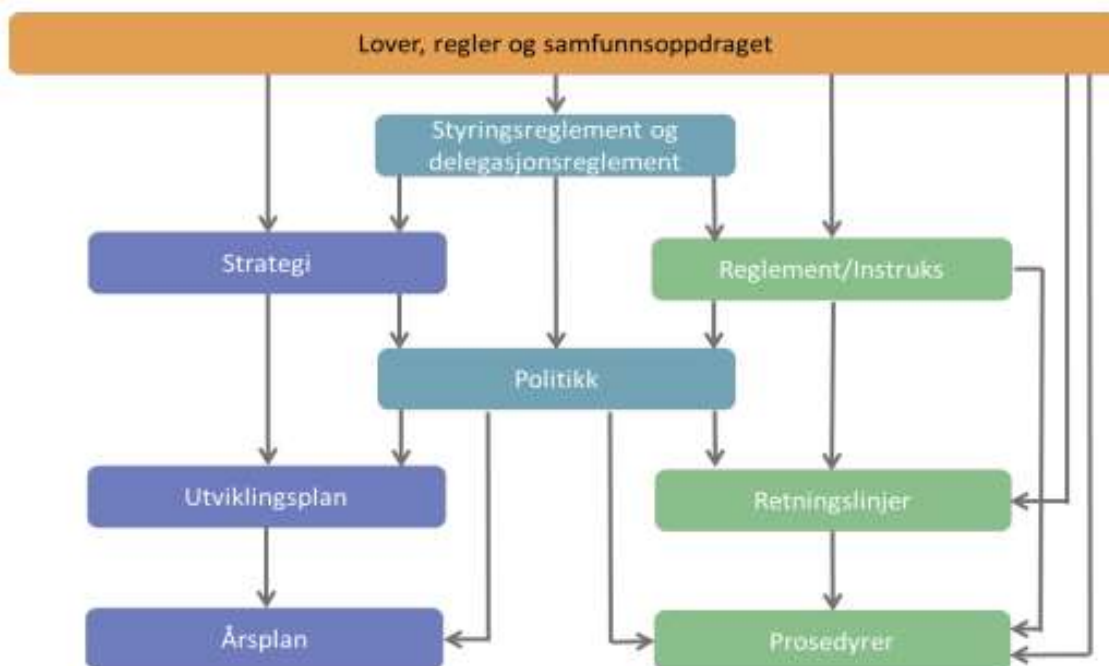 Lover, regler og samfunnsoppdraget
Styringsreglement og
delegasjonsreglement
Strategi
Reglement/Instruks
Politikk
Utviklingsplan
Retningslinjer
Årsplan
Prosedyrer